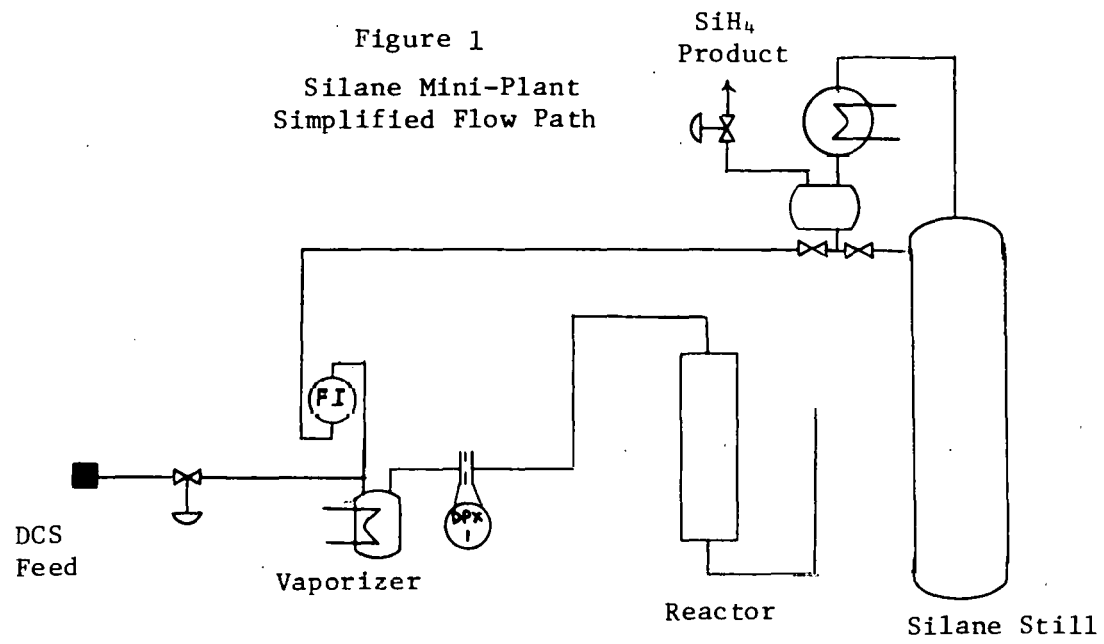 Figure 1
Silane Mini-Plant
Simplified Flow Path
SiH₄
Product
FI
DPX
1
DCS
Feed
Vaporizer
Reactor
Silane Still